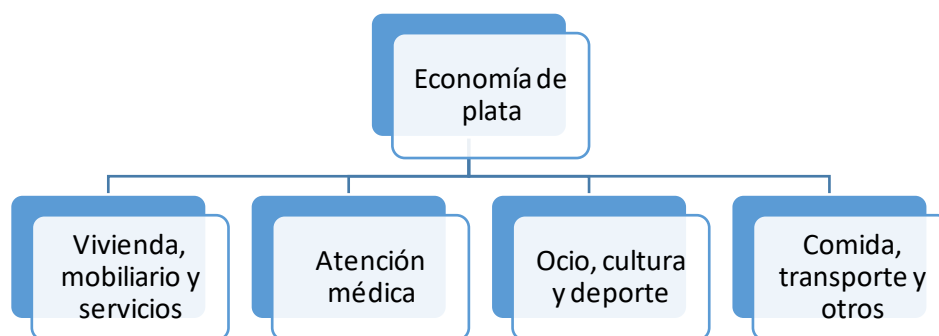 Economía de
plata
Vivienda,
mobiliario y
servicios
Atención
médica
Ocio, cultura
y deporte
Comida,
transporte y
otros